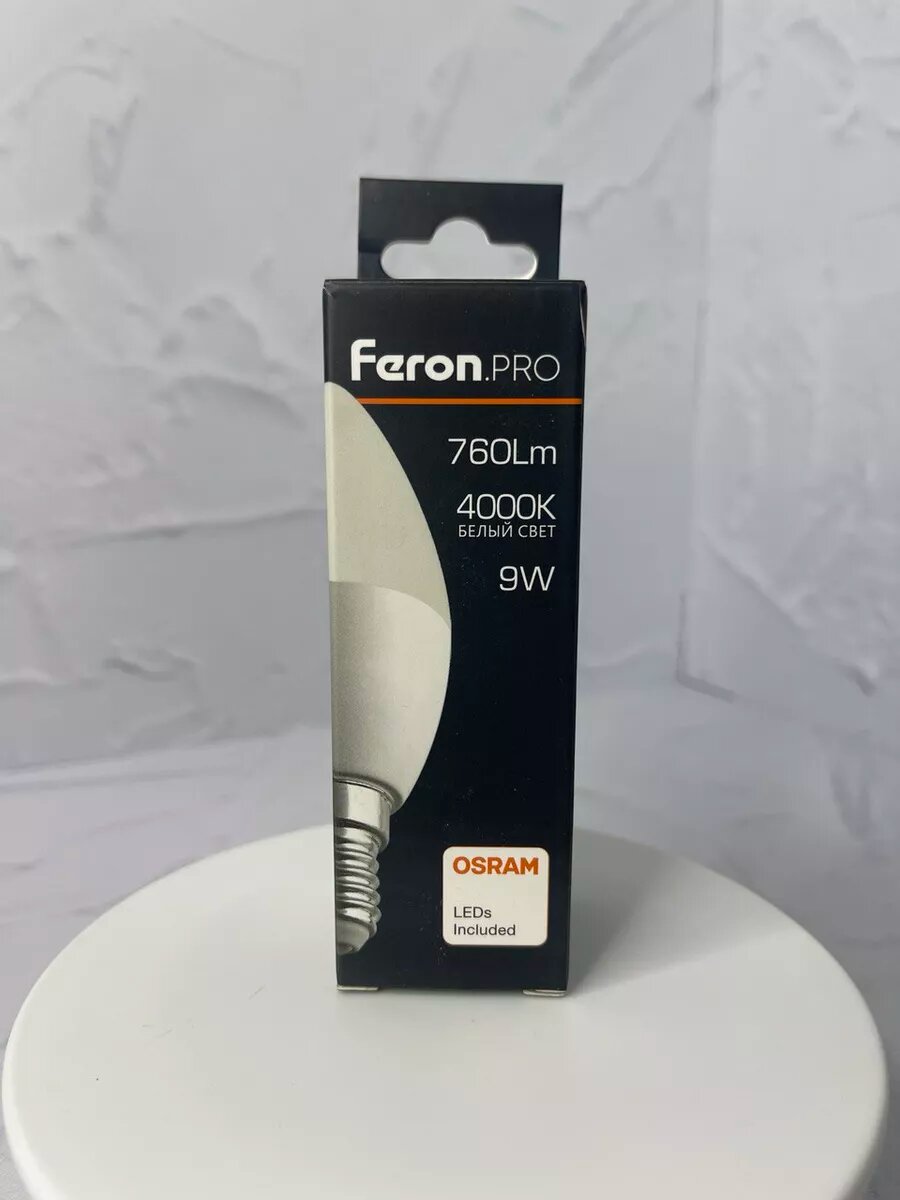 Feron.PRO
760Lm
4000K
БЕЛЫЙ СВЕТ
9W
OSRAM
LEDs
Included